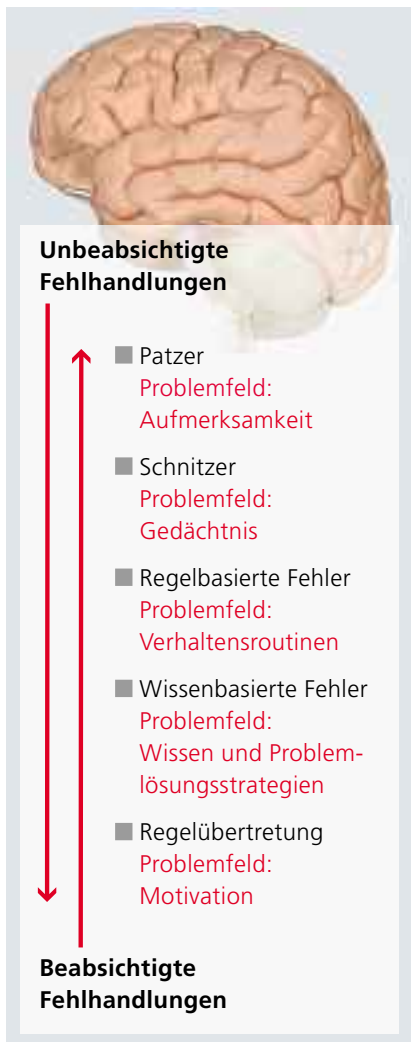 Unbeabsichtigte
Fehlhandlungen
Patzer
Problemfeld:
Aufmerksamkeit
Schnitzer
Problemfeld:
Gedächtnis
Regelbasierte Fehler
Problemfeld:
Verhaltensroutinen
Wissenbasierte Fehler
Problemfeld:
Wissen und Problem-
lösungsstrategien
Regelübertretung
Problemfeld:
Motivation
Beabsichtigte
Fehlhandlungen